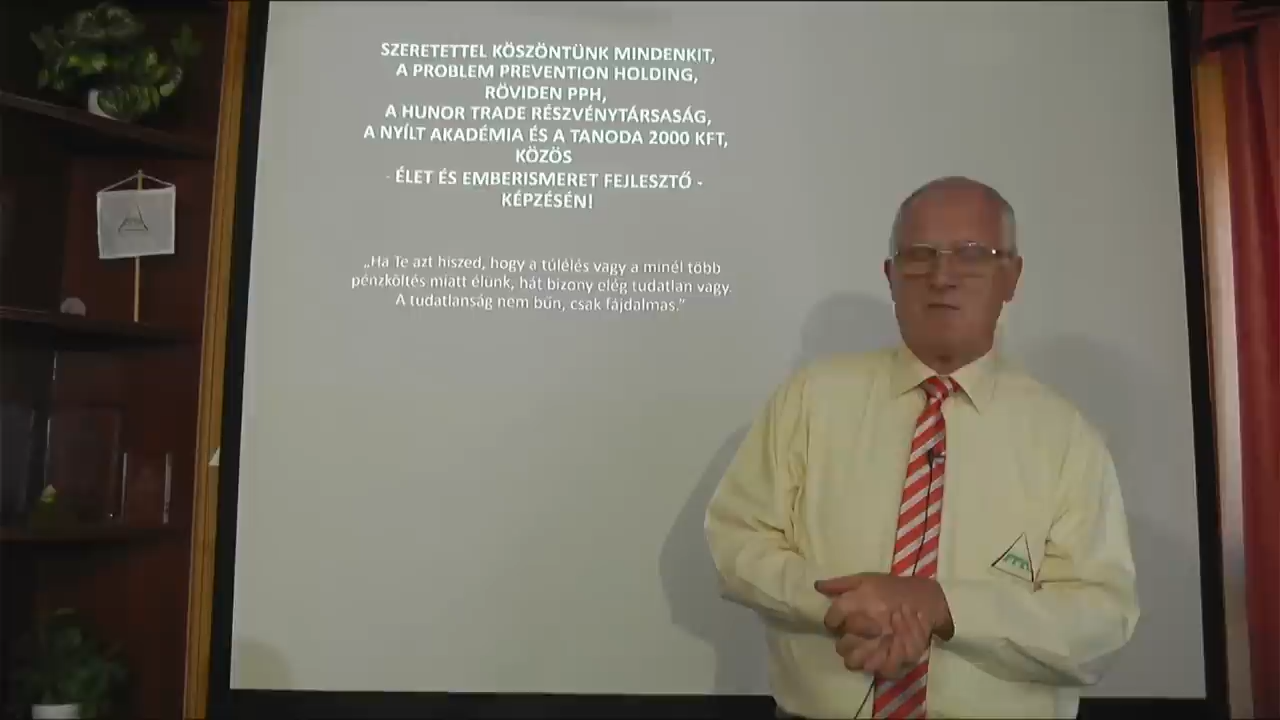 SZERETETTEL KÖSZÖNTÜNK MINDENKIT,
A PROBLEM PREVENTION HOLDING,
RÖVIDEN PPH,
A HUNOR TRADE RÉSZVÉNYTÁRSASÁG,
A NYÍLT AKADÉMIA ÉS A TANODA 2000 KFT,
KÖZÖS
- ÉLET ÉS EMBERISMERET FEJLESZTŐ -
KÉPZÉSÉN!
„Ha Te azt hiszed, hogy a túlélés vagy a minél több
pénzköltés miatt élünk, hát bizony elég tudatlan vagy.
A tudatlanság nem bűn, csak fájdalmas.”